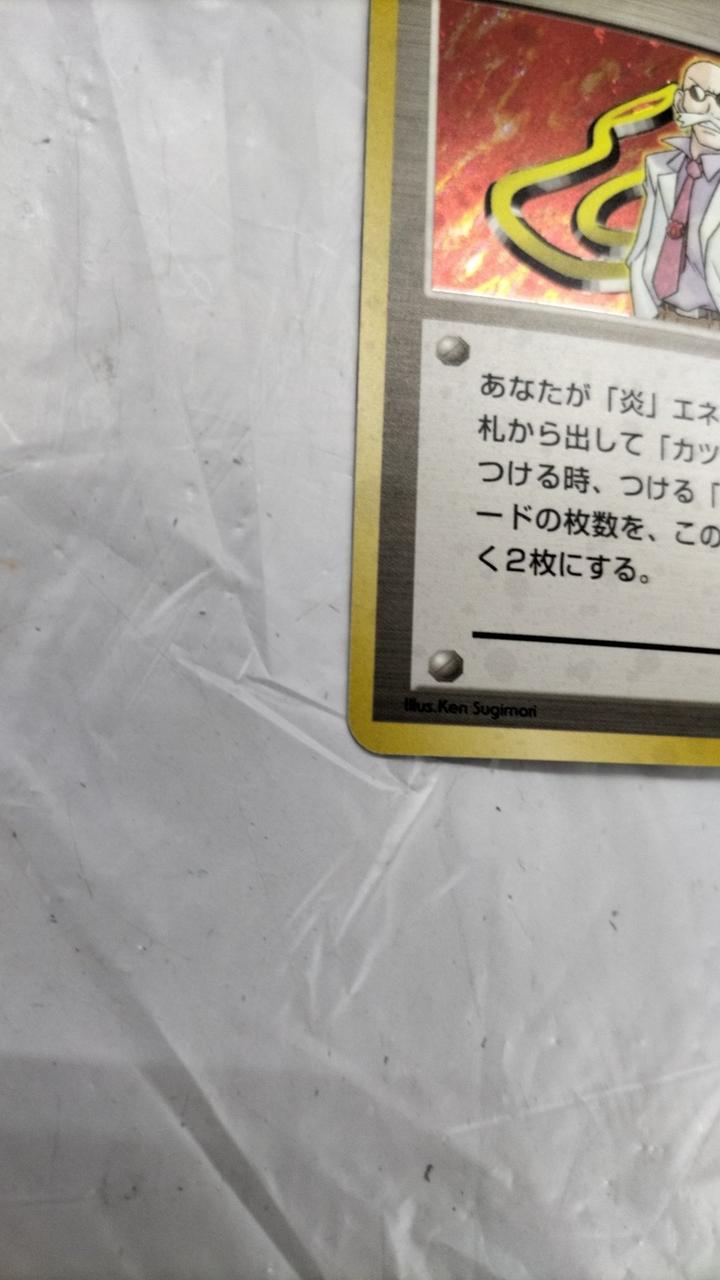 あなたが「炎」エネ
札から出して「カツ
つける時、つける「
ードの枚数を、この
く2枚にする。
Illus.Ken Sugimori